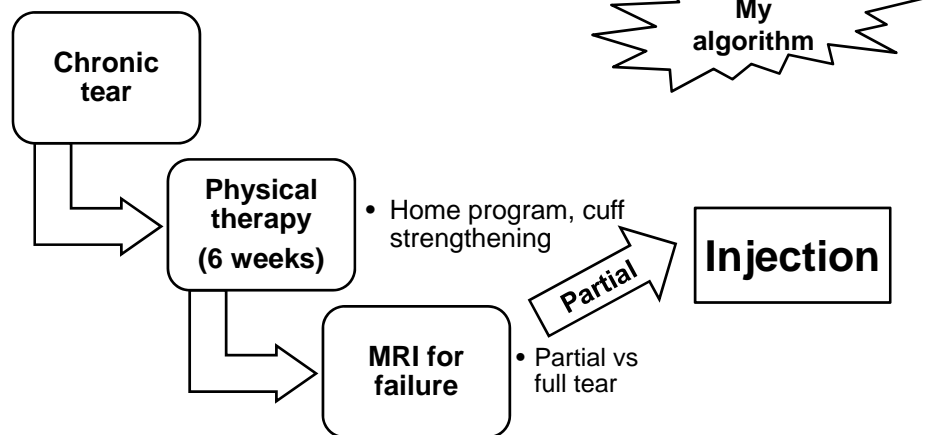 My
algorithm
Chronic
tear
Physical
therapy
(6 weeks)
• Home program, cuff
strengthening
Partial
Injection
MRI for
failure
• Partial vs
full tear